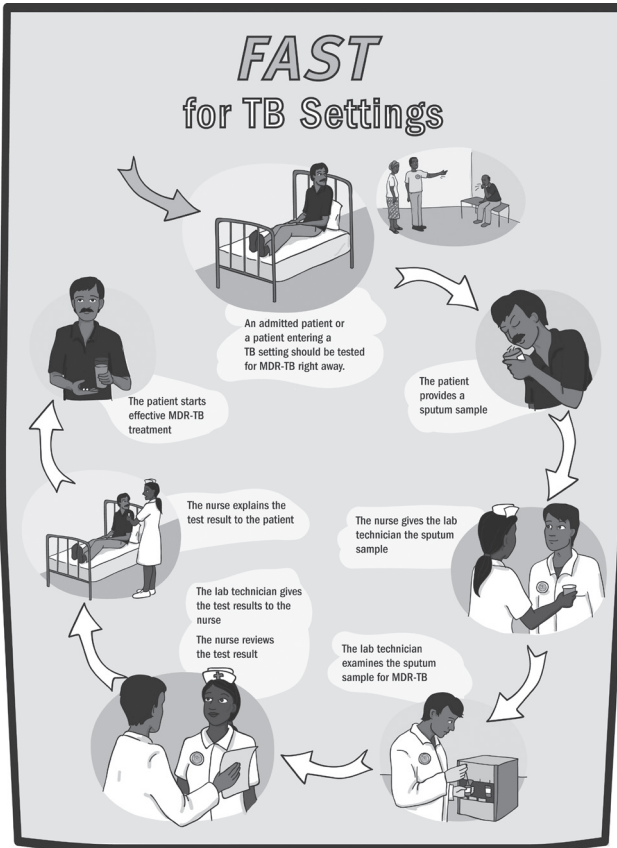 FAST
for TB Settings
An admitted patient or
a patient entering a
TB setting should be tested
for MDR-TB right away.
The patient
provides a
sputum sample
The nurse gives the lab
technician the sputum
sample
The lab technician
examines the sputum
sample for MDR-TB
The lab technician gives
the test results to the
nurse
The nurse reviews
the test result
The nurse explains the
test result to the patient
The patient starts
effective MDR-TB
treatment